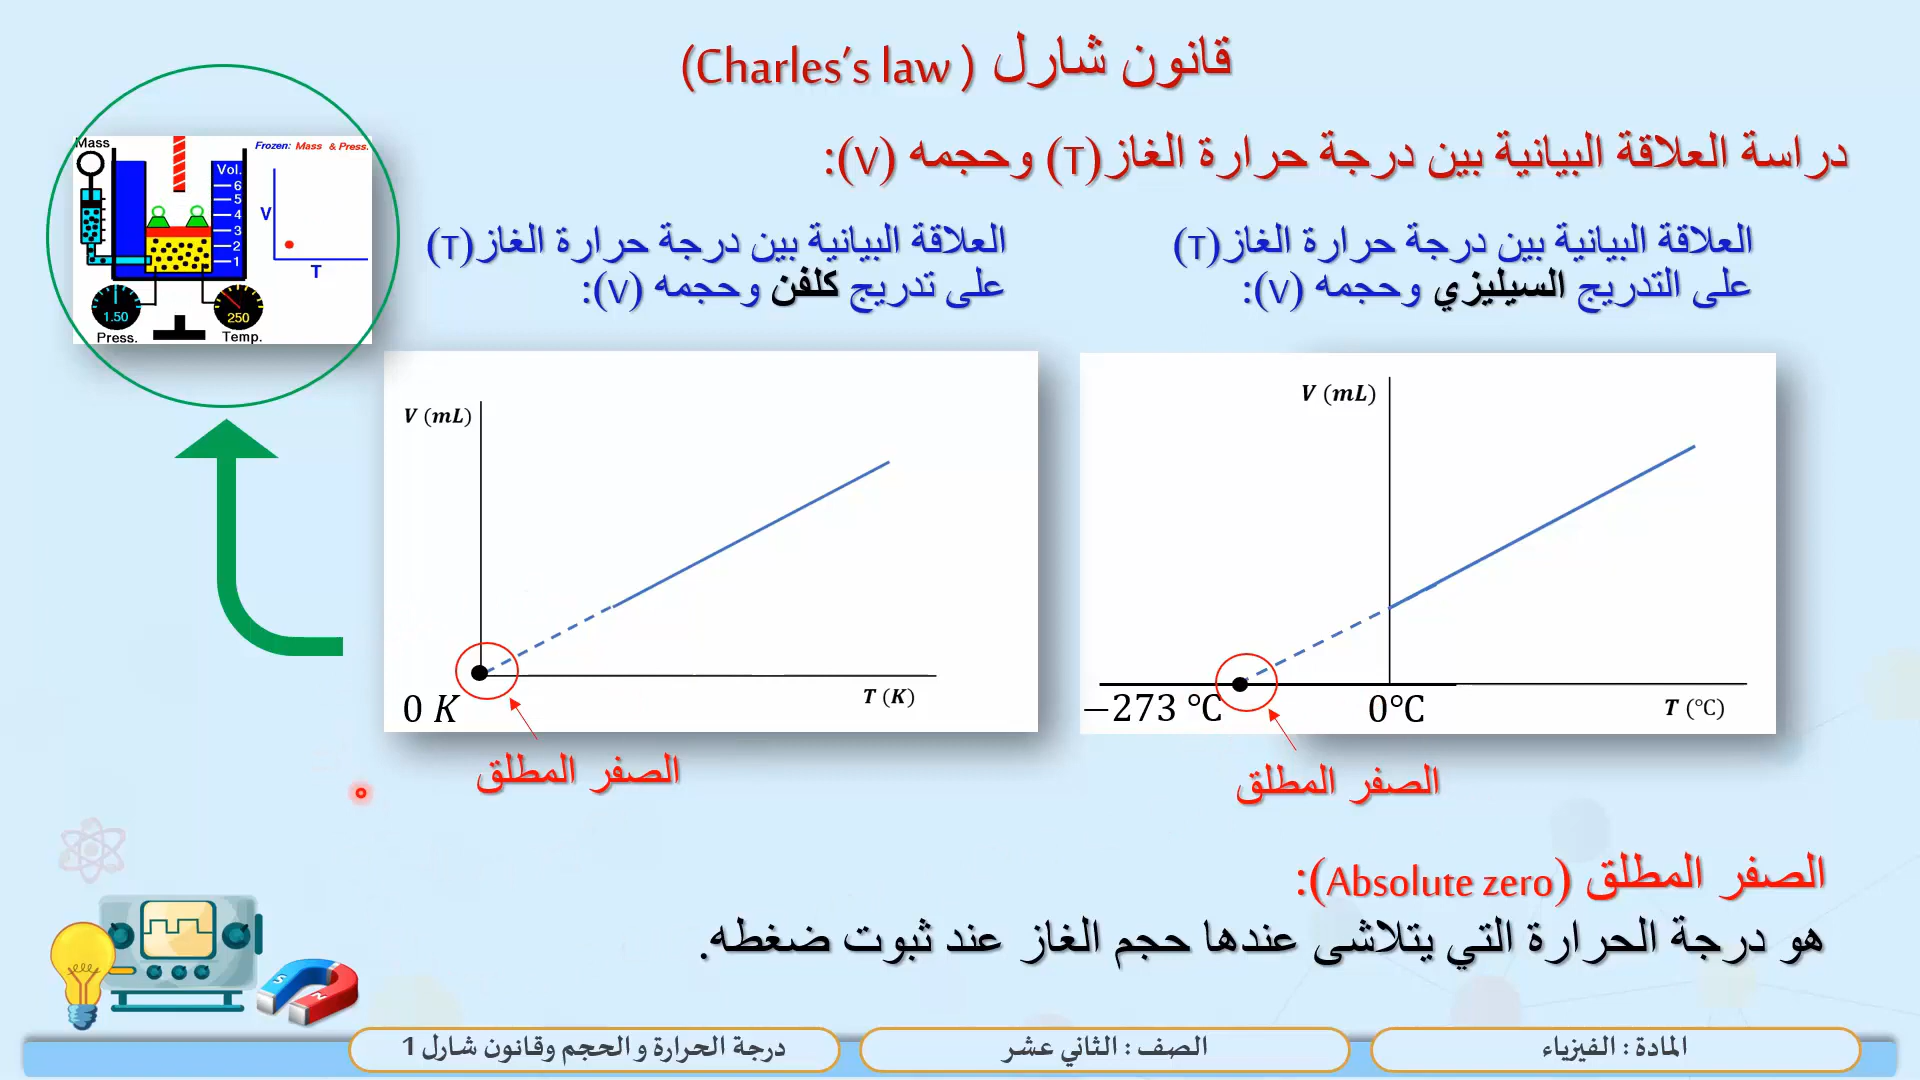 قانون شارل (Charles's law)
دراسة العلاقة البيانية بين درجة حرارة الغاز(T) وحجمه (V):
العلاقة البيانية بين درجة حرارة الغاز(T)
على التدريج السيليزي وحجمه (V):
العلاقة البيانية بين درجة حرارة الغاز(T)
على تدريج كلفن وحجمه (V):
Mass
Frozen: Mass & Press.
Vol.
6
5
4
3
2
1
V
T
1.50
250
Press.
Temp.
V (mL)
−273 °C
0°C
T (°C)
الصفر المطلق
V (mL)
0 K
T (K)
الصفر المطلق
الصفر المطلق (Absolute zero):
هو درجة الحرارة التي يتلاشى عندها حجم الغاز عند ثبوت ضغطه.
S
N
المادة : الفيزياء
الصف : الثاني عشر
درجة الحرارة و الحجم وقانون شارل 1